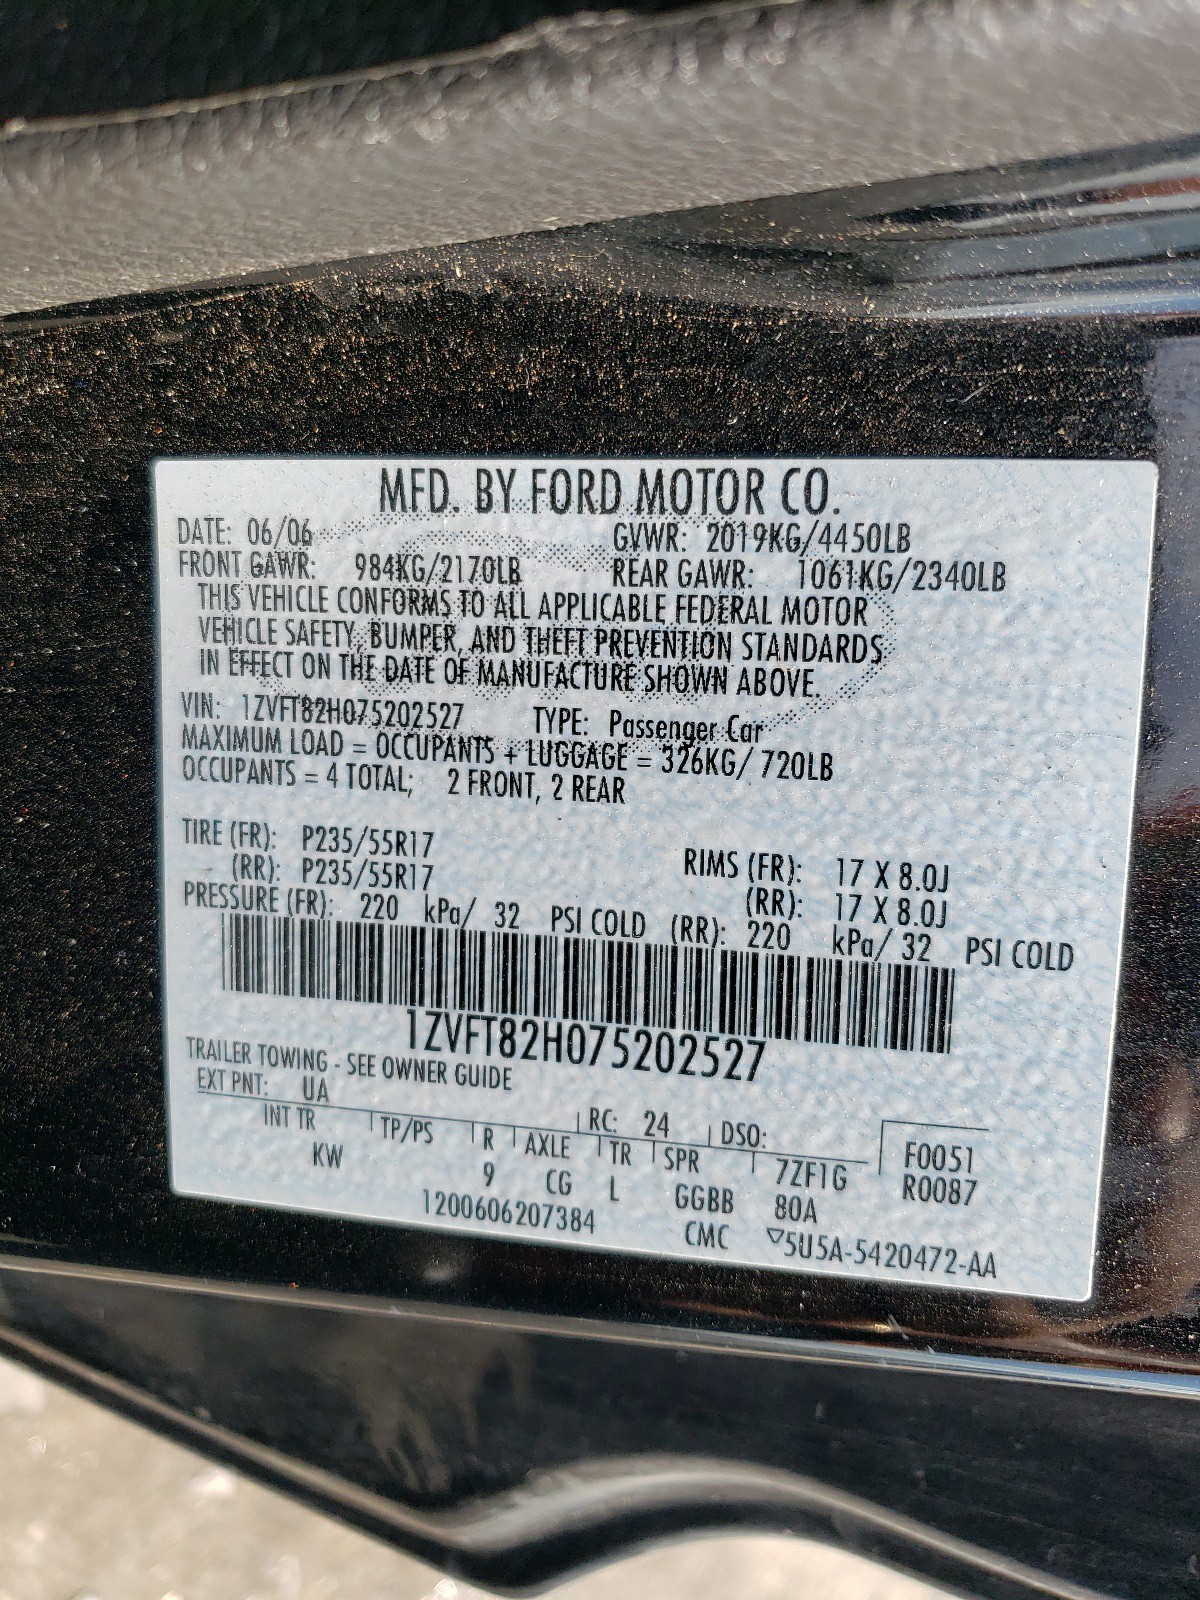 MFD. BY FORD MOTOR CO.
DATE: 06/06 GVWR: 2019KG/4450LB
FRONT GAWR: 984KG/2170LB REAR GAWR: 1061KG/2340LB
THIS VEHICLE CONFORMS TO ALL APPLICABLE FEDERAL MOTOR
VEHICLE SAFETY, BUMPER, AND THEFT PREVENTION STANDARDS
IN EFFECT ON THE DATE OF MANUFACTURE SHOWN ABOVE.
VIN: 1ZVFT82H075202527 TYPE: Passenger Car
MAXIMUM LOAD = OCCUPANTS + LUGGAGE = 326KG/ 720LB
OCCUPANTS = 4 TOTAL; 2 FRONT, 2 REAR
TIRE (FR): P235/55R17 RIMS (FR): 17 X 8.0J
(RR): P235/55R17 (RR): 17 X 8.0J
PRESSURE (FR): 220 kPa/ 32 PSI COLD (RR): 220 kPa/ 32 PSI COLD
1ZVFT82H075202527
TRAILER TOWING - SEE OWNER GUIDE
EXT PNT: UA RC: 24 DSO: F0051
INT TR TP/PS R AXLE TR SPR 7ZF1G R0087
KW 9 CG L GGBB 80A
1200606207384 CMC ▽5U5A-5420472-AA